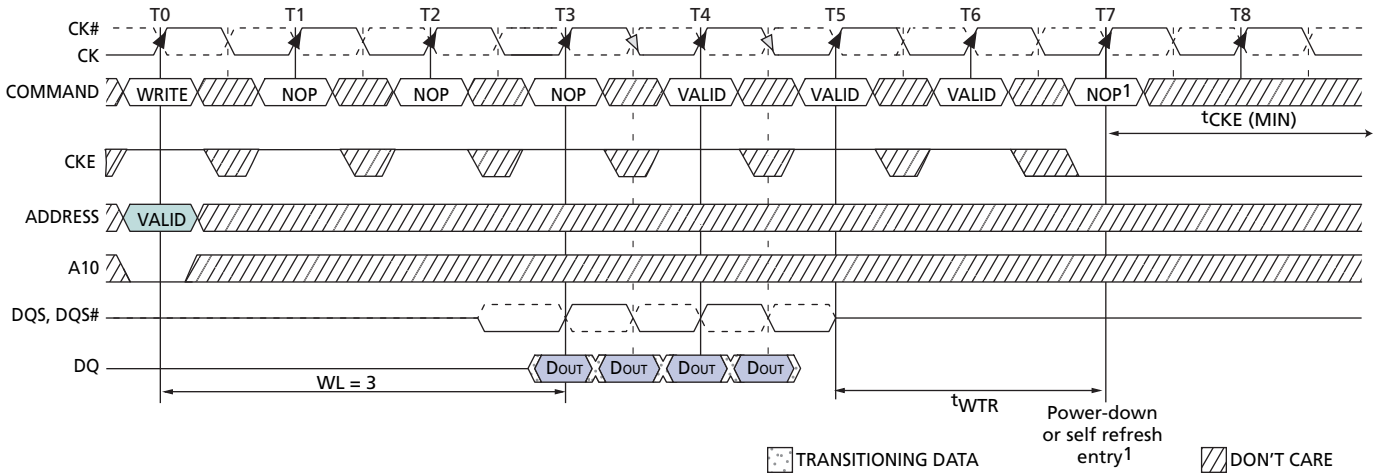 T0 T1 T2 T3 T4 T5 T6 T7 T8
CK#
CK
COMMAND WRITE NOP NOP NOP VALID VALID VALID NOP1
tCKE (MIN)
CKE
ADDRESS VALID
A10
DQS, DQS#
DQ DOUT DOUT DOUT DOUT
WL = 3
tWTR
Power-down
or self refresh
entry1
TRANSITIONING DATA DON'T CARE